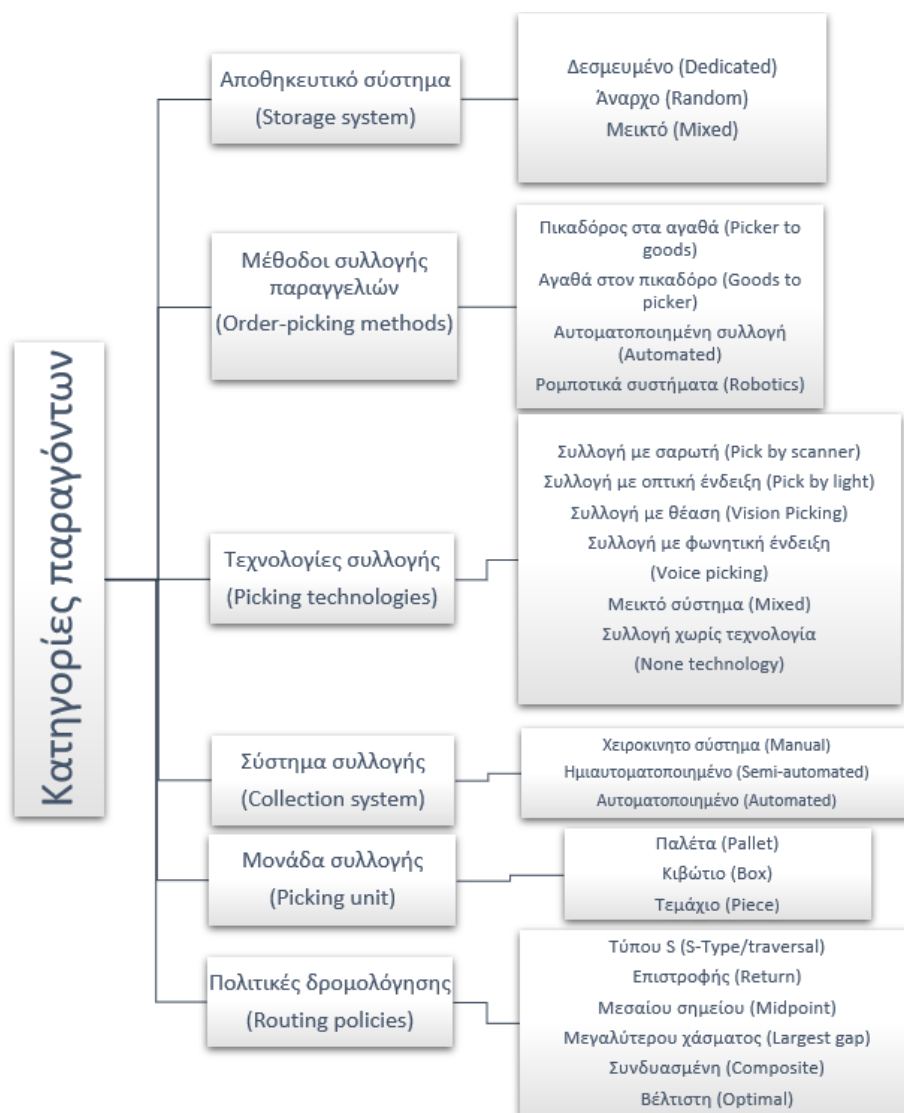 Κατηγορίες παραγόντων
Αποθηκευτικό σύστημα
(Storage system)
Δεσμευμένο (Dedicated)
Άναρχο (Random)
Μεικτό (Mixed)
Μέθοδοι συλλογής
παραγγελιών
(Order-picking methods)
Πικαδόρος στα αγαθά (Picker to
goods)
Αγαθά στον πικαδόρο (Goods to
picker)
Αυτοματοποιημένη συλλογή
(Automated)
Ρομποτικά συστήματα (Robotics)
Τεχνολογίες συλλογής
(Picking technologies)
Συλλογή με σαρωτή (Pick by scanner)
Συλλογή με οπτική ένδειξη (Pick by light)
Συλλογή με θέαση (Vision Picking)
Συλλογή με φωνητική ένδειξη
(Voice picking)
Μεικτό σύστημα (Mixed)
Συλλογή χωρίς τεχνολογία
(None technology)
Σύστημα συλλογής
(Collection system)
Χειροκινητο σύστημα (Manual)
Ημιαυτοματοποιημένο (Semi-automated)
Αυτοματοποιημένο (Automated)
Μονάδα συλλογής
(Picking unit)
Παλέτα (Pallet)
Κιβώτιο (Box)
Τεμάχιο (Piece)
Πολιτικές δρομολόγησης
(Routing policies)
Τύπου S (S-Type/traversal)
Επιστροφής (Return)
Μεσαίου σημείου (Midpoint)
Μεγαλύτερου χάσματος (Largest gap)
Συνδυασμένη (Composite)
Βέλτιστη (Optimal)